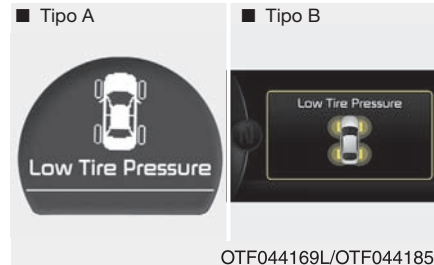 ■ Tipo A
■ Tipo B
Low Tire Pressure
Low Tire Pressure
OTF044169L/OTF044185